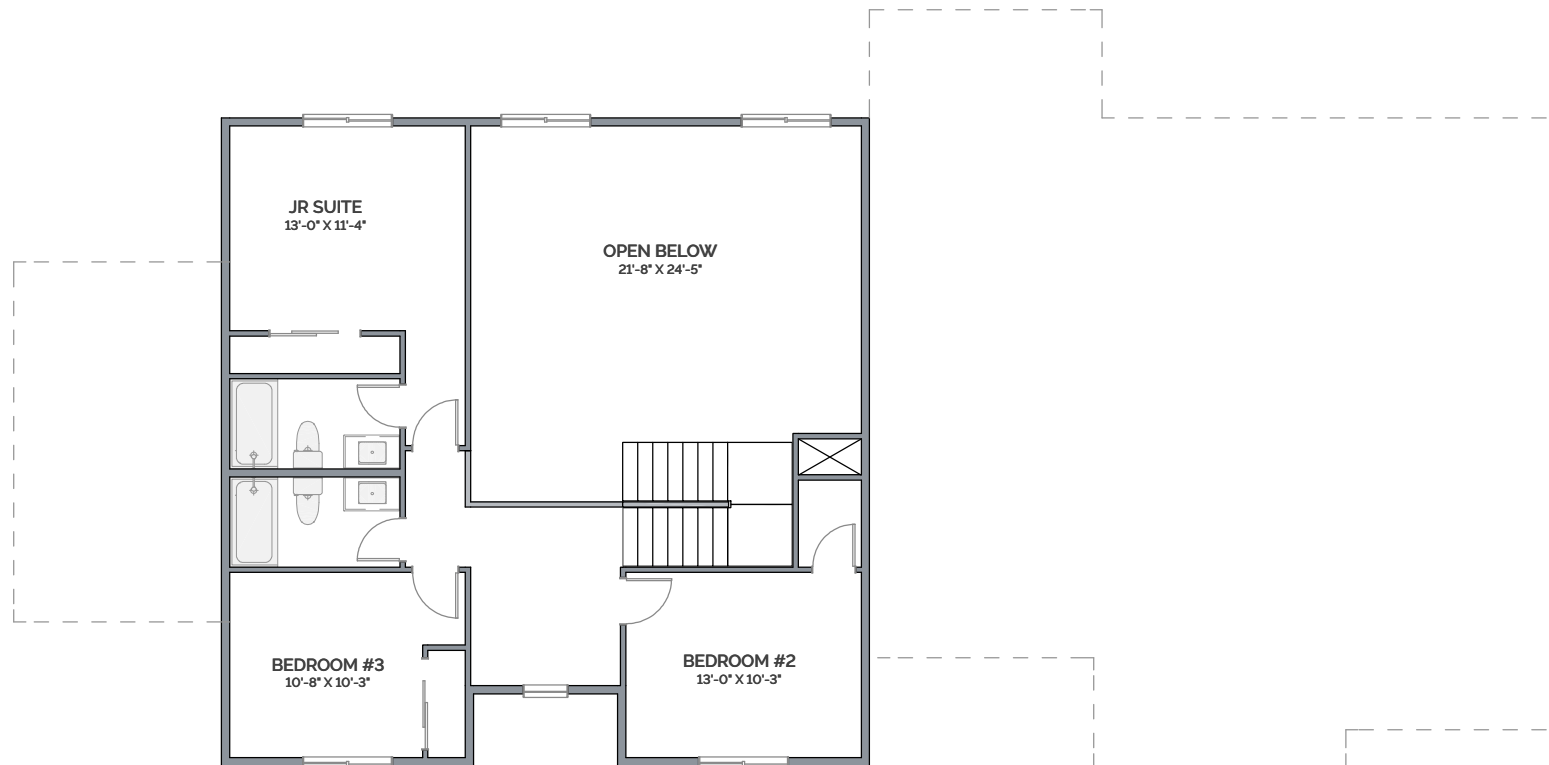 JR SUITE
13'-0" X 11'-4"
OPEN BELOW
21'-8" X 24'-5"
BEDROOM #3
10'-8" X 10'-3"
BEDROOM #2
13'-0" X 10'-3"